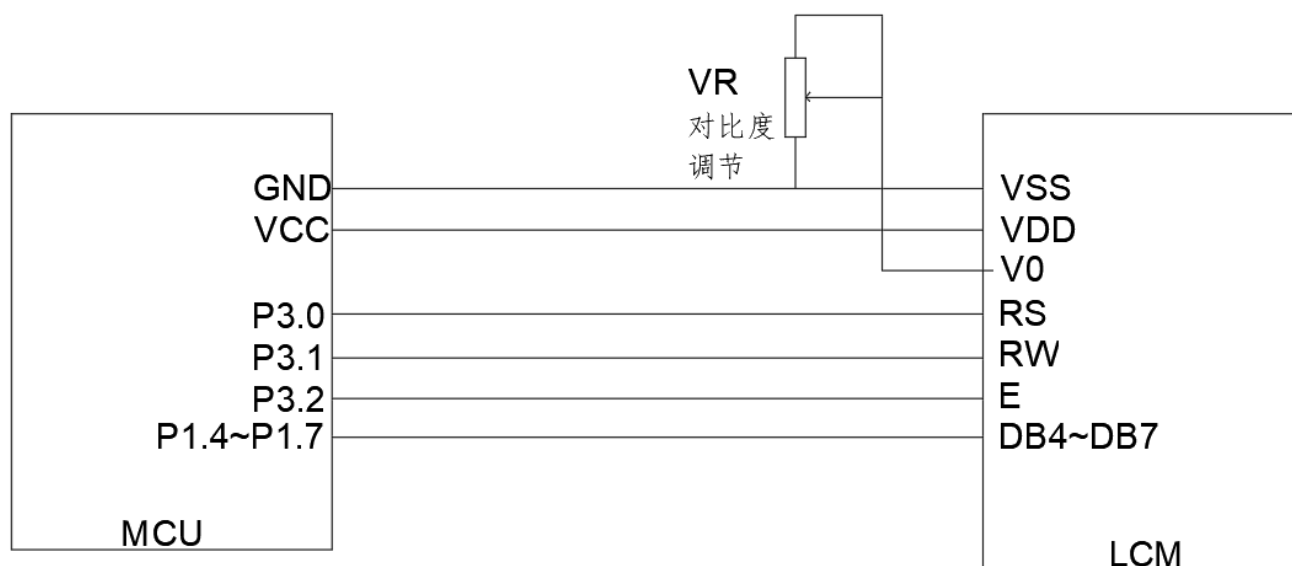 VR
对比度
调节
GND
VCC
P3.0
P3.1
P3.2
P1.4~P1.7
MCU
VSS
VDD
V0
RS
RW
E
DB4~DB7
LCM